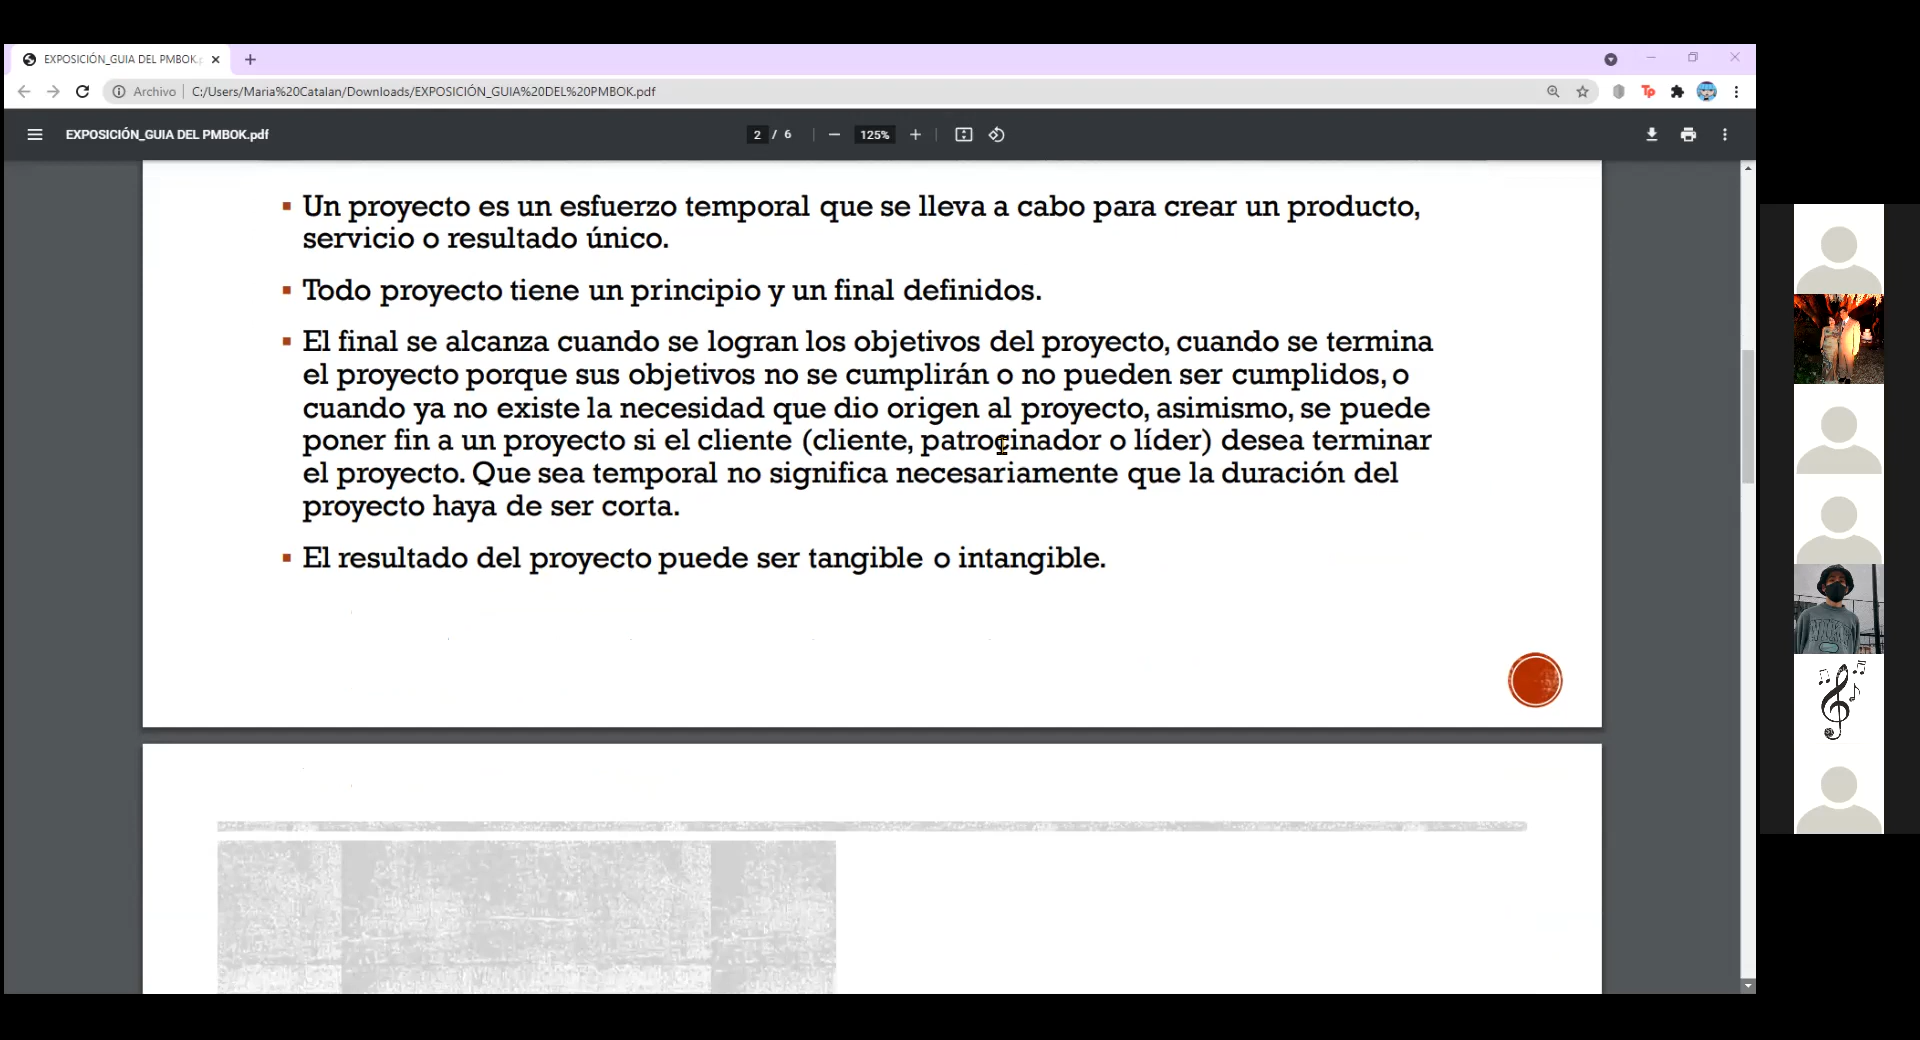 EXPOSICIÓN_GUIA DEL PMBOK.p
Archivo C:/Users/Maria%20Catalan/Downloads/EXPOSICIÓN_GUIA%20DEL%20PMBOK.pdf
Tp
EXPOSICIÓN_GUIA DEL PMBOK.pdf
2 / 6
125%
▪ Un proyecto es un esfuerzo temporal que se lleva a cabo para crear un producto,
servicio o resultado único.
▪ Todo proyecto tiene un principio y un final definidos.
▪ El final se alcanza cuando se logran los objetivos del proyecto, cuando se termina
el proyecto porque sus objetivos no se cumplirán o no pueden ser cumplidos, o
cuando ya no existe la necesidad que dio origen al proyecto, asimismo, se puede
poner fin a un proyecto si el cliente (cliente, patrocinador o líder) desea terminar
el proyecto. Que sea temporal no significa necesariamente que la duración del
proyecto haya de ser corta.
▪ El resultado del proyecto puede ser tangible o intangible.